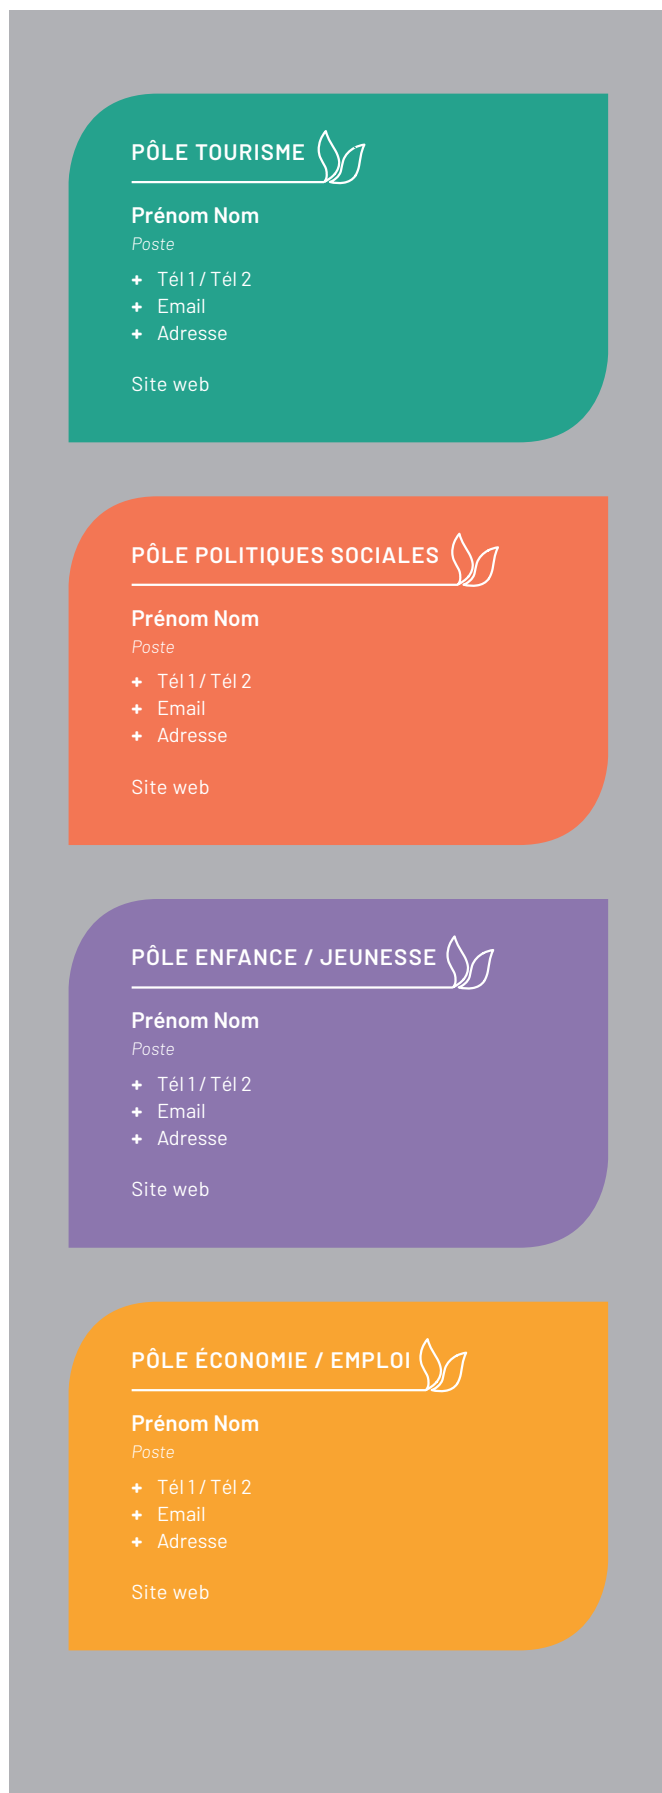 PÔLE TOURISME
Prénom Nom
Poste
+ Tél 1 / Tél 2
+ Email
+ Adresse
Site web
PÔLE POLITIQUES SOCIALES
Prénom Nom
Poste
+ Tél 1 / Tél 2
+ Email
+ Adresse
Site web
PÔLE ENFANCE / JEUNESSE
Prénom Nom
Poste
+ Tél 1 / Tél 2
+ Email
+ Adresse
Site web
PÔLE ÉCONOMIE / EMPLOI
Prénom Nom
Poste
+ Tél 1 / Tél 2
+ Email
+ Adresse
Site web